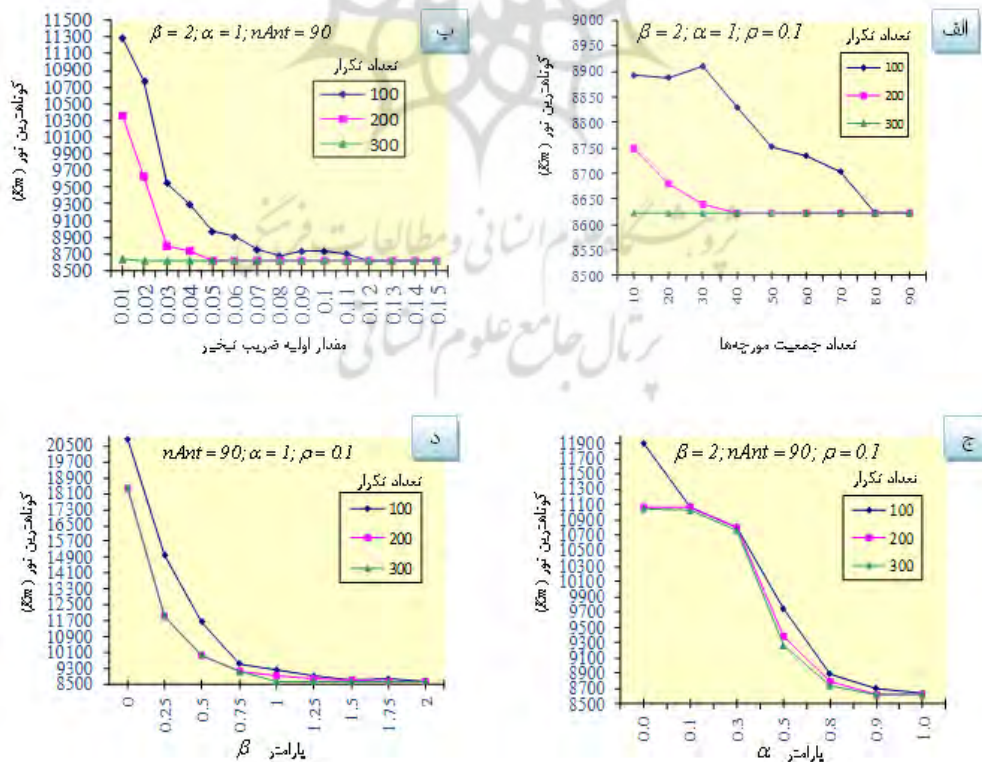 الف
β = 2; α = 1; ρ = 0.1
تعداد تکرار
100
200
300
کوتاهترین تور (Km)
9000
8950
8900
8850
8800
8750
8700
8650
8600
8550
8500
10 20 30 40 50 60 70 80 90
تعداد جمعیت مورچه‌ها
ب
β = 2; α = 1; nAnt = 90
تعداد تکرار
100
200
300
کوتاهترین تور (Km)
11500
11300
10900
10500
10300
9900
9700
9500
9300
9100
8900
8700
8500
0.01 0.02 0.03 0.04 0.05 0.06 0.07 0.08 0.09 0.1 0.11 0.12 0.13 0.14 0.15
مقدار اولیه ضریب تبخیر
پژوهشگاه علوم انسانی و مطالعات فرهنگی
پرتال جامع علوم انسانی
ج
β = 2; nAnt = 90; ρ = 0.1
تعداد تکرار
100
200
300
کوتاهترین تور (Km)
11900
11500
11100
10900
10700
10500
10300
9900
9700
9500
9300
9100
8900
8700
8500
0.0 0.1 0.3 0.5 0.8 0.9 1.0
پارامتر α
د
nAnt = 90; α = 1; ρ = 0.1
تعداد تکرار
100
200
300
کوتاهترین تور (Km)
20500
19700
18900
18100
17300
16500
15700
14900
14100
13300
12500
11700
10900
10100
9300
8500
0 0.25 0.5 0.75 1 1.25 1.5 1.75 2
پارامتر β